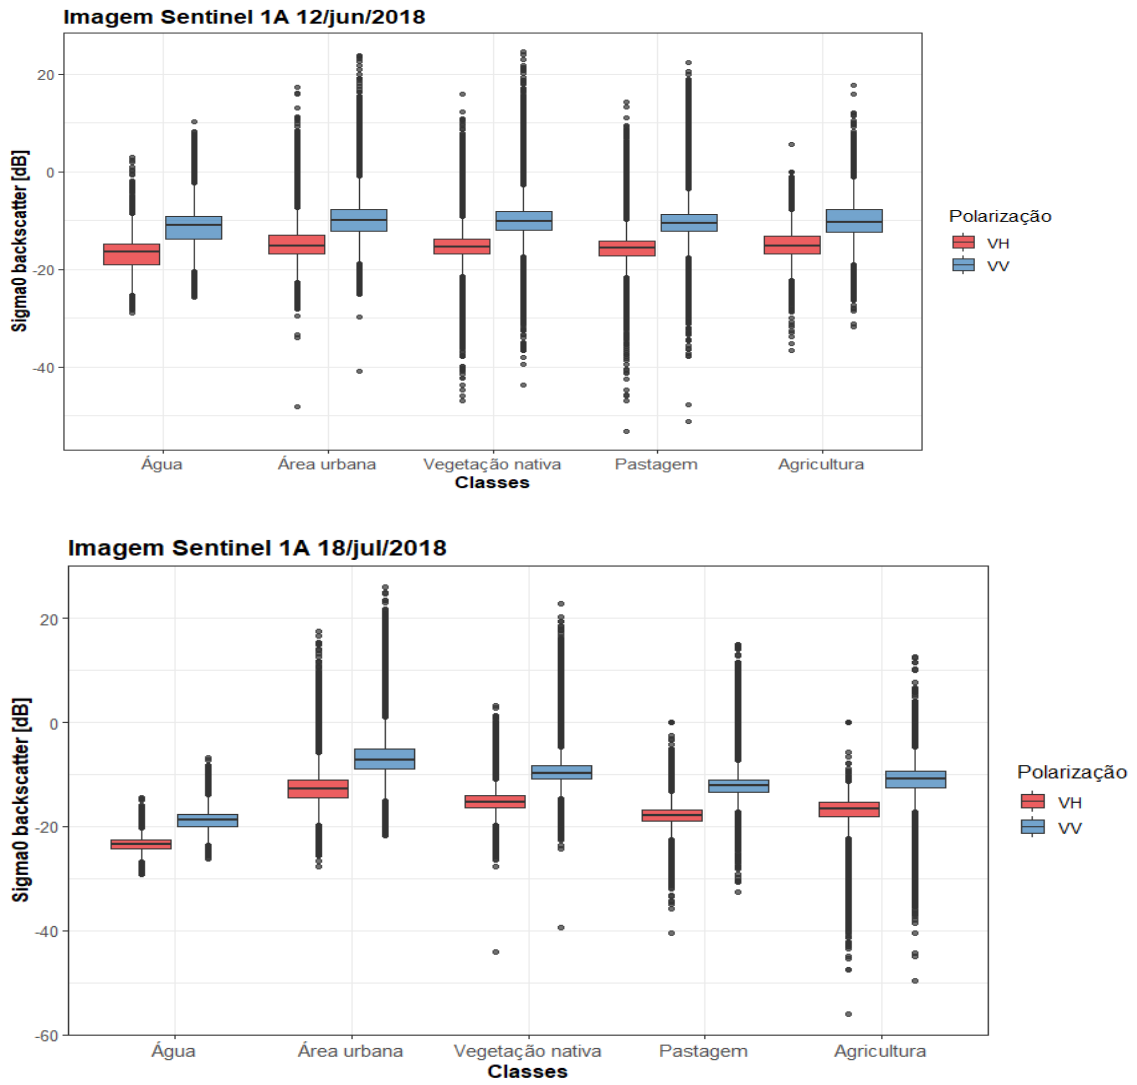 Imagem Sentinel 1A 12/jun/2018
Sigma0 backscatter [dB]
20
0
-20
-40
Água Área urbana Vegetação nativa Pastagem Agricultura
Classes
Polarização
VH
VV
Imagem Sentinel 1A 18/jul/2018
Sigma0 backscatter [dB]
20
0
-20
-40
-60
Água Área urbana Vegetação nativa Pastagem Agricultura
Classes
Polarização
VH
VV